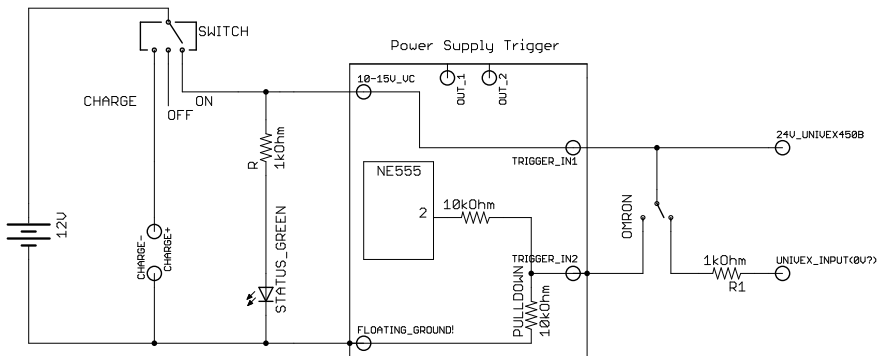 SWITCH
Power Supply Trigger
10-15V_VC
OUT_1
OUT_2
CHARGE
OFF
ON
R
1kOhm
24V_UNIVEX450B
TRIGGER_IN1
NE555
2
10kOhm
OMRON
12V
CHARGE-
CHARGE+
STATUS_GREEN
TRIGGER_IN2
PULLDOWN
10kOhm
1kOhm
R1
UNIVEX_INPUT(0V?)
FLOATING_GROUND!